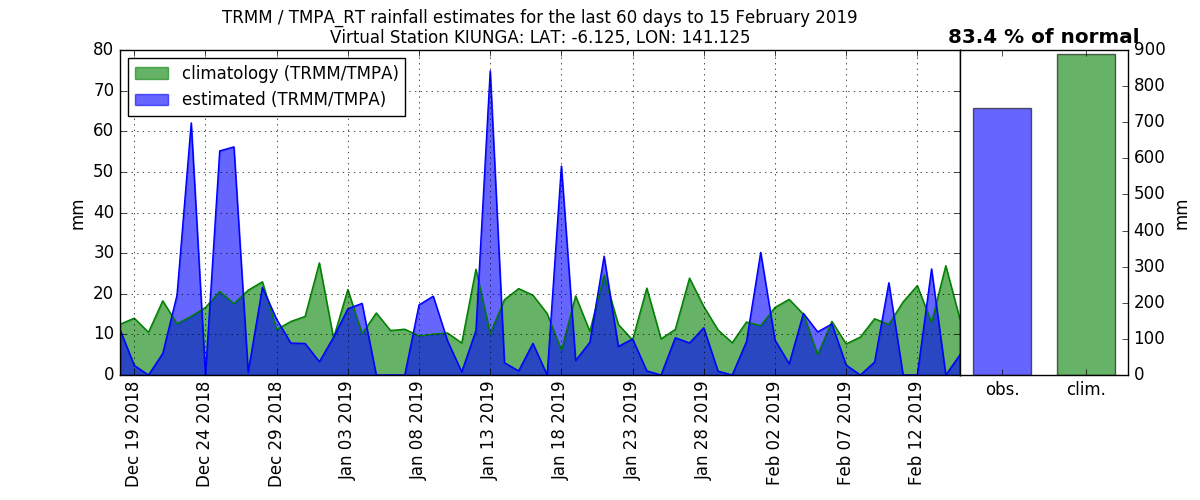 TRMM / TMPA_RT rainfall estimates for the last 60 days to 15 February 2019
Virtual Station KIUNGA: LAT: -6.125, LON: 141.125
83.4 % of normal
climatology (TRMM/TMPA)
estimated (TRMM/TMPA)
80
70
60
50
40
30
20
10
0
mm
Dec 19 2018
Dec 24 2018
Dec 29 2018
Jan 03 2019
Jan 08 2019
Jan 13 2019
Jan 18 2019
Jan 23 2019
Jan 28 2019
Feb 02 2019
Feb 07 2019
Feb 12 2019
900
800
700
600
500
400
300
200
100
0
mm
obs.
clim.